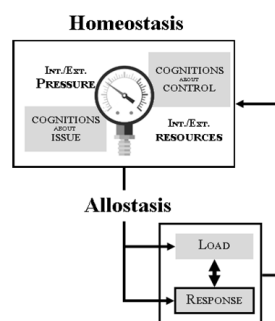 Homeostasis
INT./EXT.
PRESSURE
COGNITIONS
ABOUT
CONTROL
COGNITIONS
ABOUT
ISSUE
INT./EXT.
RESOURCES
Allostasis
LOAD
RESPONSE